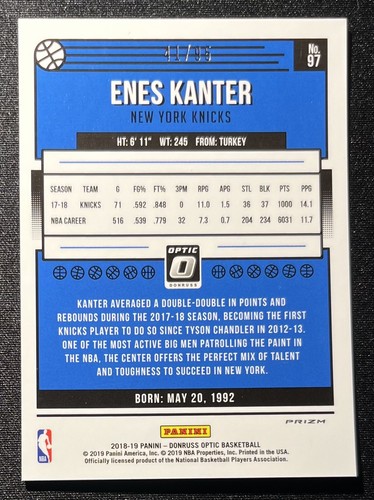 41/95
No.
97
ENES KANTER
NEW YORK KNICKS
HT: 6' 11" WT: 245 FROM: TURKEY
SEASON TEAM G FG% FT% 3PM RPG APG STL BLK PTS PPG
17-18 KNICKS 71 .592 .848 0 11.0 1.5 36 37 1000 14.1
NBA CAREER 516 .539 .779 32 7.3 0.7 204 234 6031 11.7
OPTIC
DONRUSS
KANTER AVERAGED A DOUBLE-DOUBLE IN POINTS AND
REBOUNDS DURING THE 2017-18 SEASON, BECOMING THE FIRST
KNICKS PLAYER TO DO SO SINCE TYSON CHANDLER IN 2012-13.
ONE OF THE MOST ACTIVE BIG MEN PATROLLING THE PAINT IN
THE NBA, THE CENTER OFFERS THE PERFECT MIX OF TALENT
AND TOUGHNESS TO SUCCEED IN NEW YORK.
BORN: MAY 20, 1992
PANINI
PRIZM
NBA
2018-19 PANINI – DONRUSS OPTIC BASKETBALL
© 2019 Panini America, Inc. © 2019 NBA Properties, Inc. Printed in the USA.
Officially licensed product of the National Basketball Players Association.